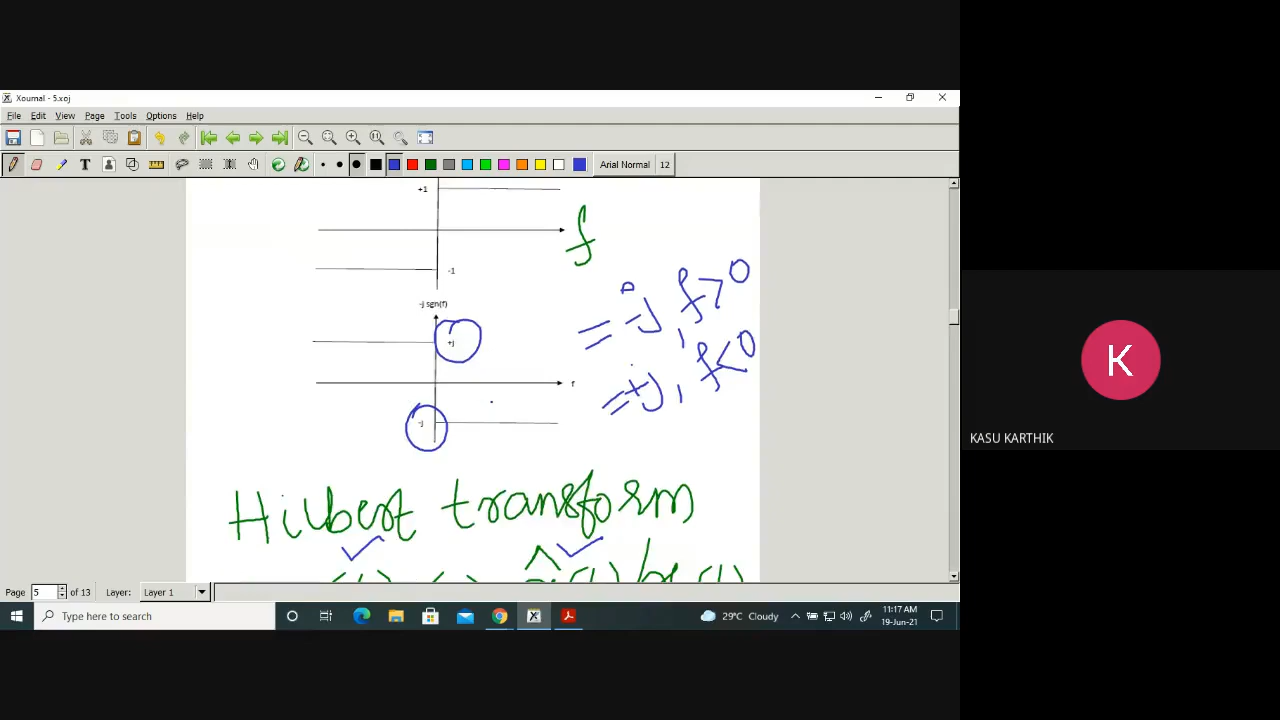 Xournal - 5.xoj
File Edit View Page Tools Options Help
T Arial Normal 12
+1
f
-1
-j sgn(f)
= -j, f>0
+j
f
= +j, f<0
-j
Hilbert transform
KASU KARTHIK
K
Page 5 of 13 Layer: Layer 1
Type here to search
29°C Cloudy
11:17 AM
19-Jun-21